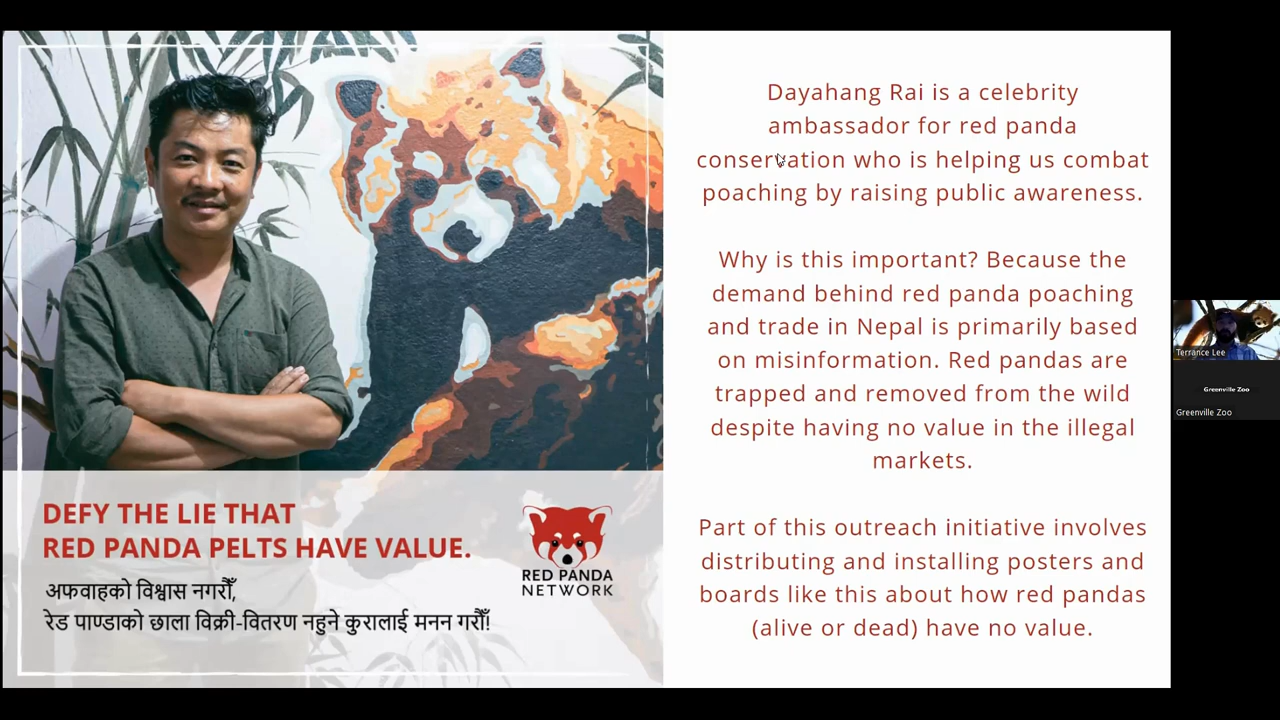 DEFY THE LIE THAT
RED PANDA PELTS HAVE VALUE.
अफवाहको विश्वास नगरौँ,
रेड पाण्डाको छाला विक्री-वितरण नहुने कुरालाई मनन गरौँ!
RED PANDA
NETWORK
Dayahang Rai is a celebrity
ambassador for red panda
conservation who is helping us combat
poaching by raising public awareness.
Why is this important? Because the
demand behind red panda poaching
and trade in Nepal is primarily based
on misinformation. Red pandas are
trapped and removed from the wild
despite having no value in the illegal
markets.
Part of this outreach initiative involves
distributing and installing posters and
boards like this about how red pandas
(alive or dead) have no value.
Terrance Lee
Greenville Zoo
Greenville Zoo